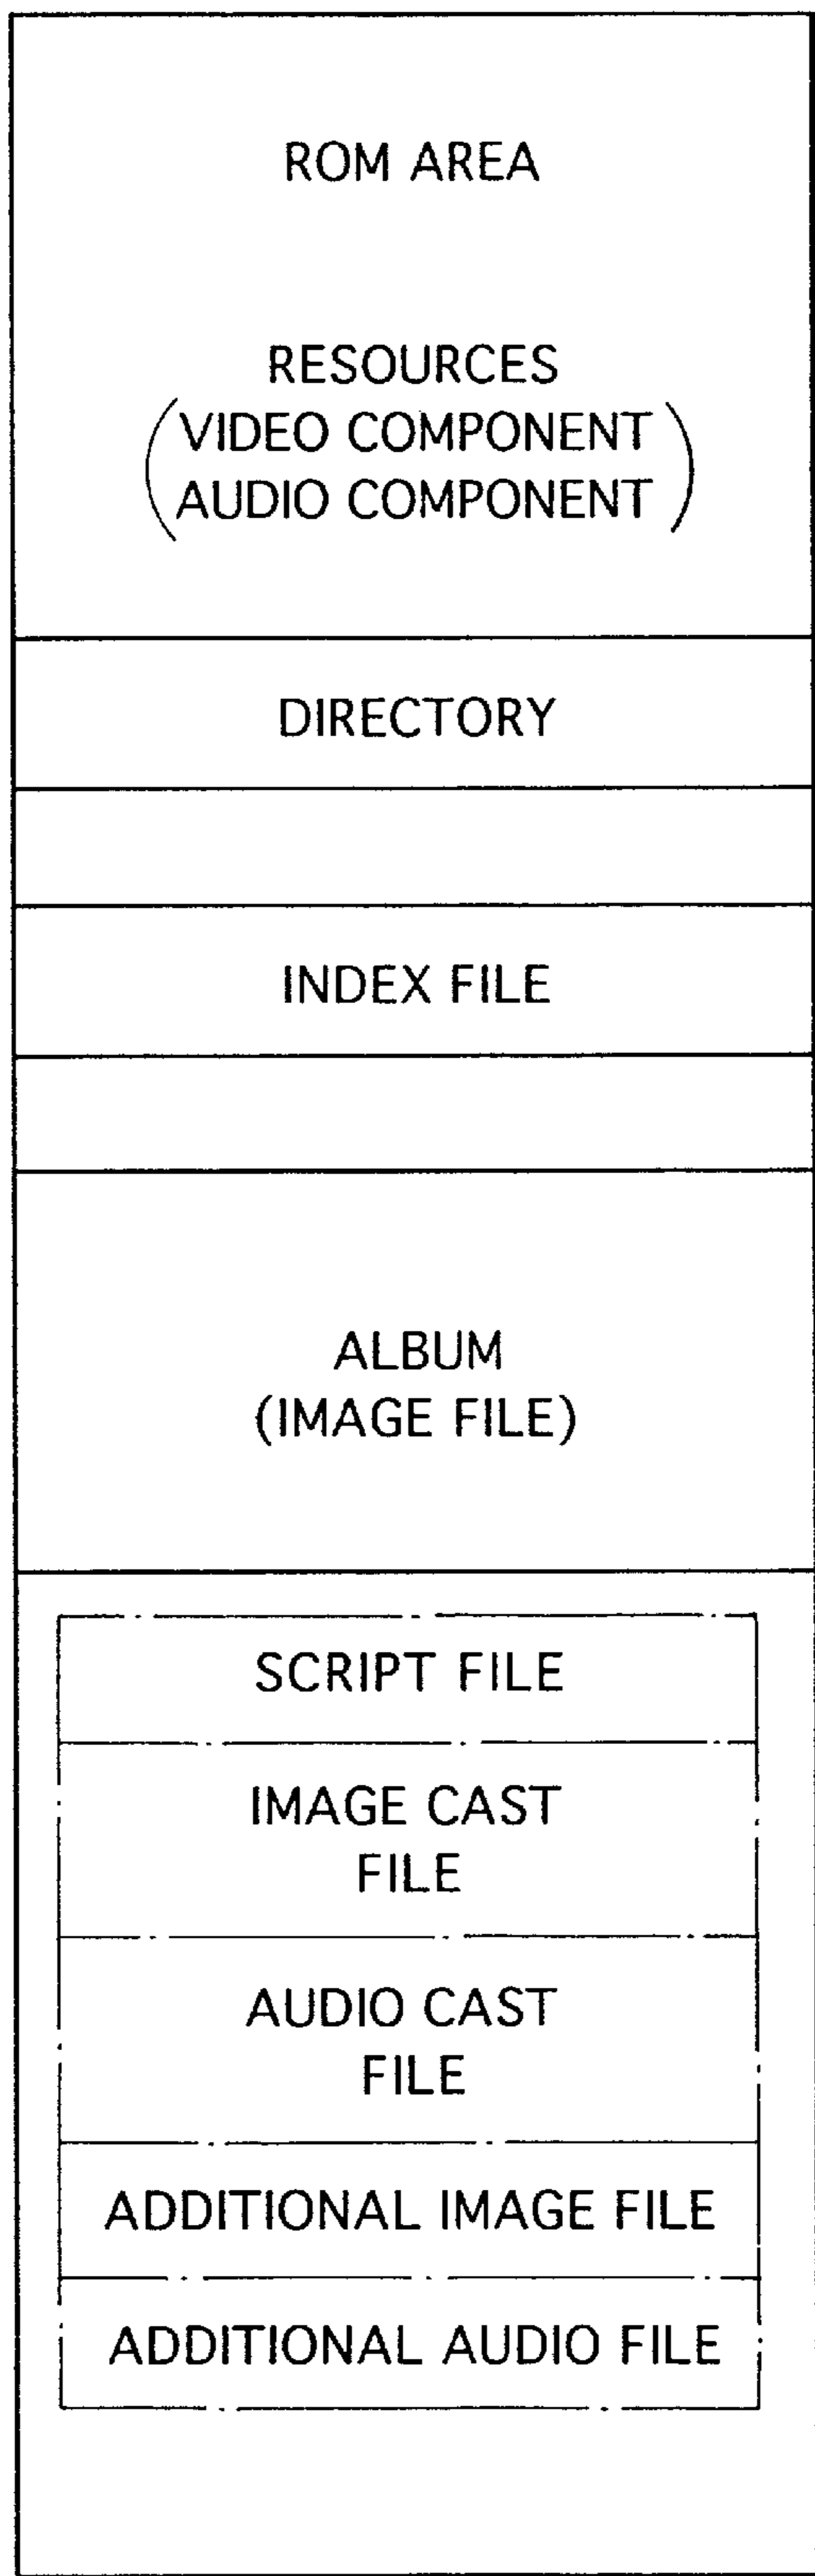 ROM AREA
RESOURCES
(VIDEO COMPONENT
AUDIO COMPONENT)
DIRECTORY
INDEX FILE
ALBUM
(IMAGE FILE)
SCRIPT FILE
IMAGE CAST
FILE
AUDIO CAST
FILE
ADDITIONAL IMAGE FILE
ADDITIONAL AUDIO FILE